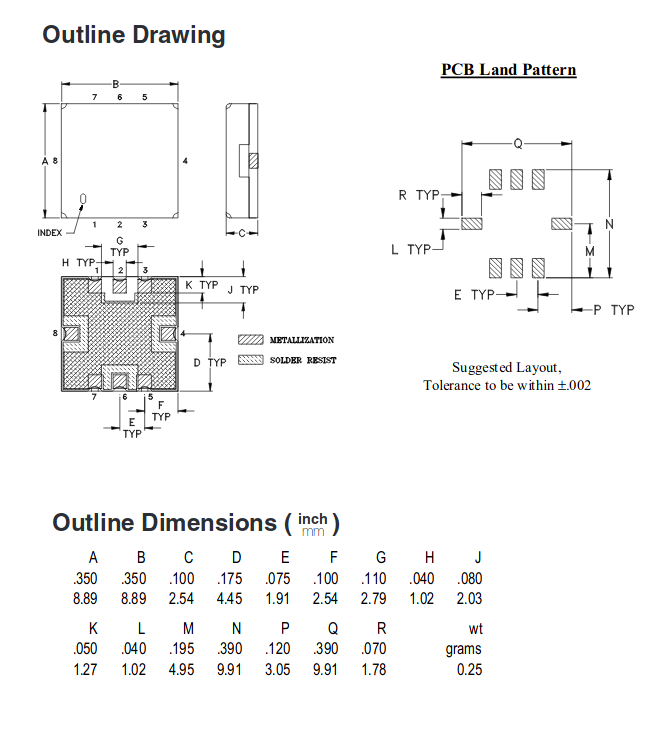 Outline Drawing
PCB Land Pattern
B
7 6 5
A 8
4
INDEX
1 2 3
C
G
TYP
H TYP
1 2 3
K TYP
J TYP
8
4
D TYP
7 6 5
E
TYP
F
TYP
METALLIZATION
SOLDER RESIST
Q
R TYP
L TYP
N
M
E TYP
P TYP
Suggested Layout,
Tolerance to be within ±.002
Outline Dimensions ( inch
mm )
A B C D E F G H J
.350 .350 .100 .175 .075 .100 .110 .040 .080
8.89 8.89 2.54 4.45 1.91 2.54 2.79 1.02 2.03
K L M N P Q R wt
.050 .040 .195 .390 .120 .390 .070 grams
1.27 1.02 4.95 9.91 3.05 9.91 1.78 0.25